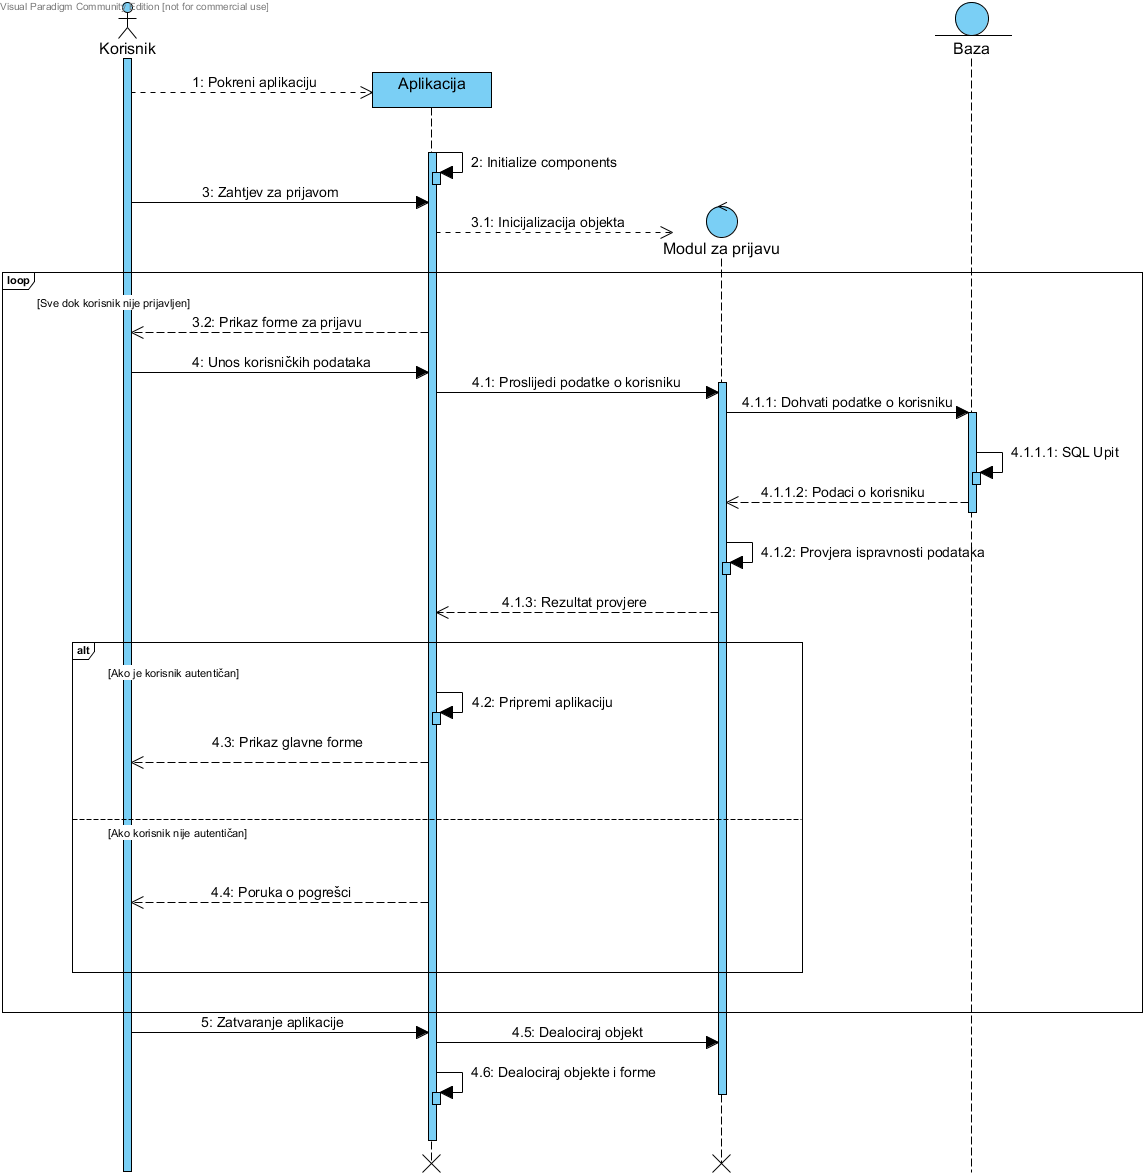 Visual Paradigm Community Edition [not for commercial use]
Korisnik
Baza
1: Pokreni aplikaciju
Aplikacija
2: Initialize components
3: Zahtjev za prijavom
3.1: Inicijalizacija objekta
Modul za prijavu
loop
[Sve dok korisnik nije prijavljen]
3.2: Prikaz forme za prijavu
4: Unos korisničkih podataka
4.1: Proslijedi podatke o korisniku
4.1.1: Dohvati podatke o korisniku
4.1.1.1: SQL Upit
4.1.1.2: Podaci o korisniku
4.1.2: Provjera ispravnosti podataka
4.1.3: Rezultat provjere
alt
[Ako je korisnik autentičan]
4.2: Pripremi aplikaciju
4.3: Prikaz glavne forme
[Ako korisnik nije autentičan]
4.4: Poruka o pogrešci
5: Zatvaranje aplikacije
4.5: Dealociraj objekt
4.6: Dealociraj objekte i forme